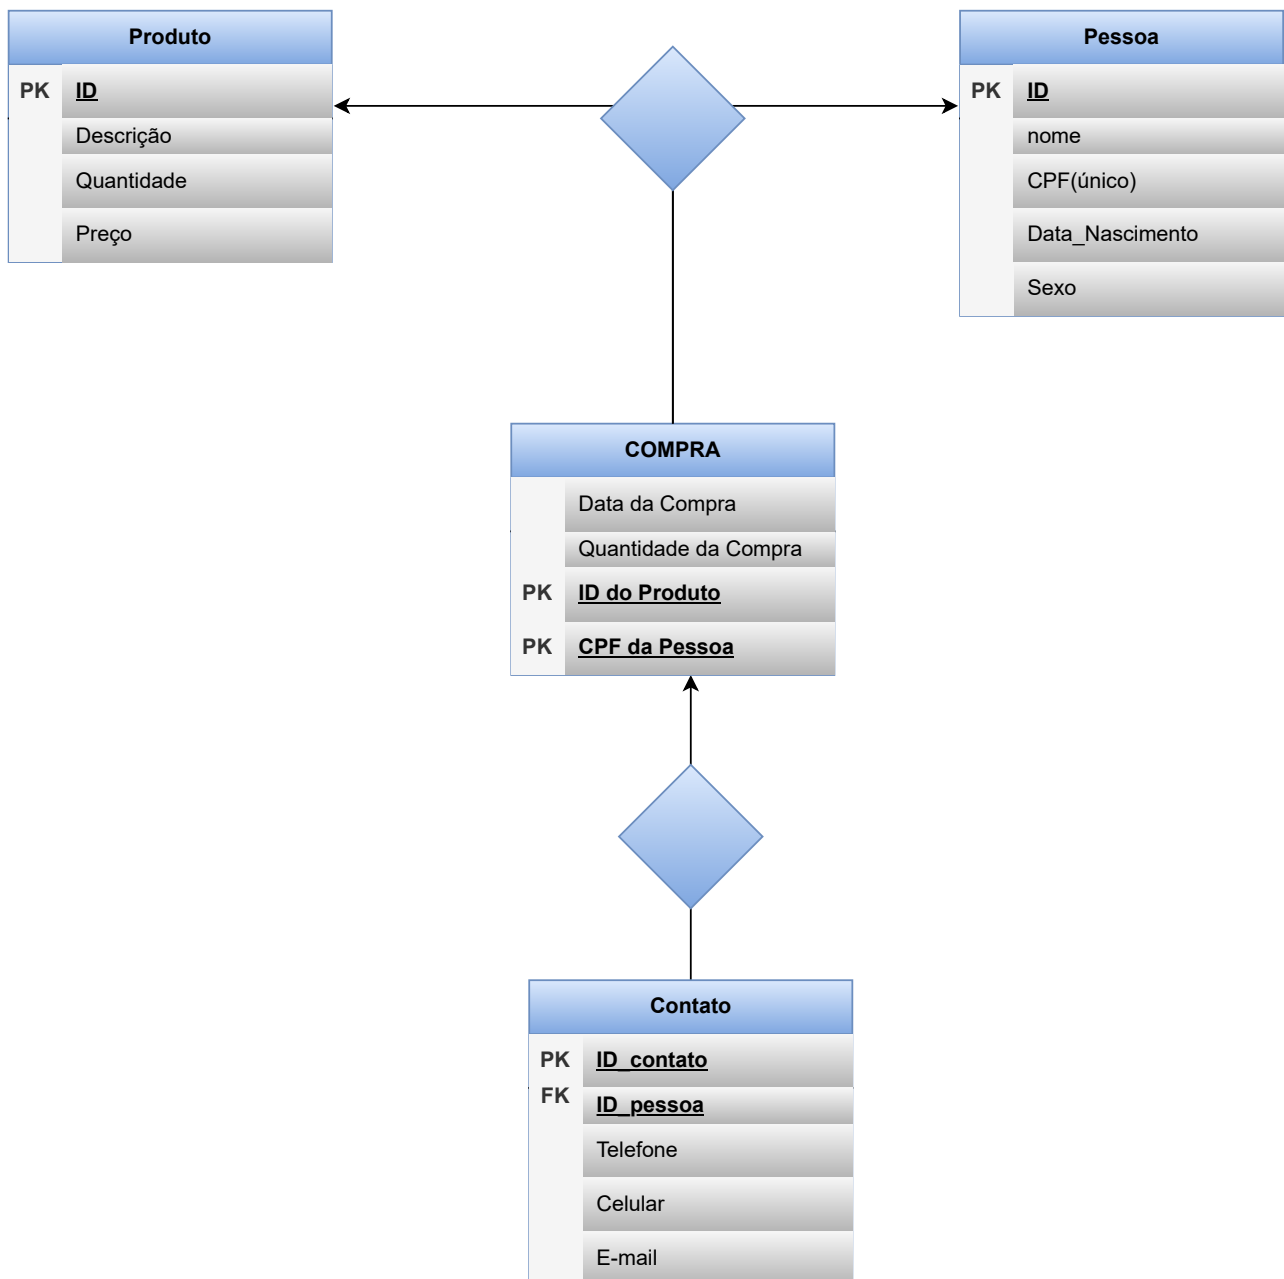 Produto
PK ID
Descrição
Quantidade
Preço
Pessoa
PK ID
nome
CPF(único)
Data_Nascimento
Sexo
COMPRA
Data da Compra
Quantidade da Compra
PK ID do Produto
PK CPF da Pessoa
Contato
PK ID_contato
FK ID_pessoa
Telefone
Celular
E-mail